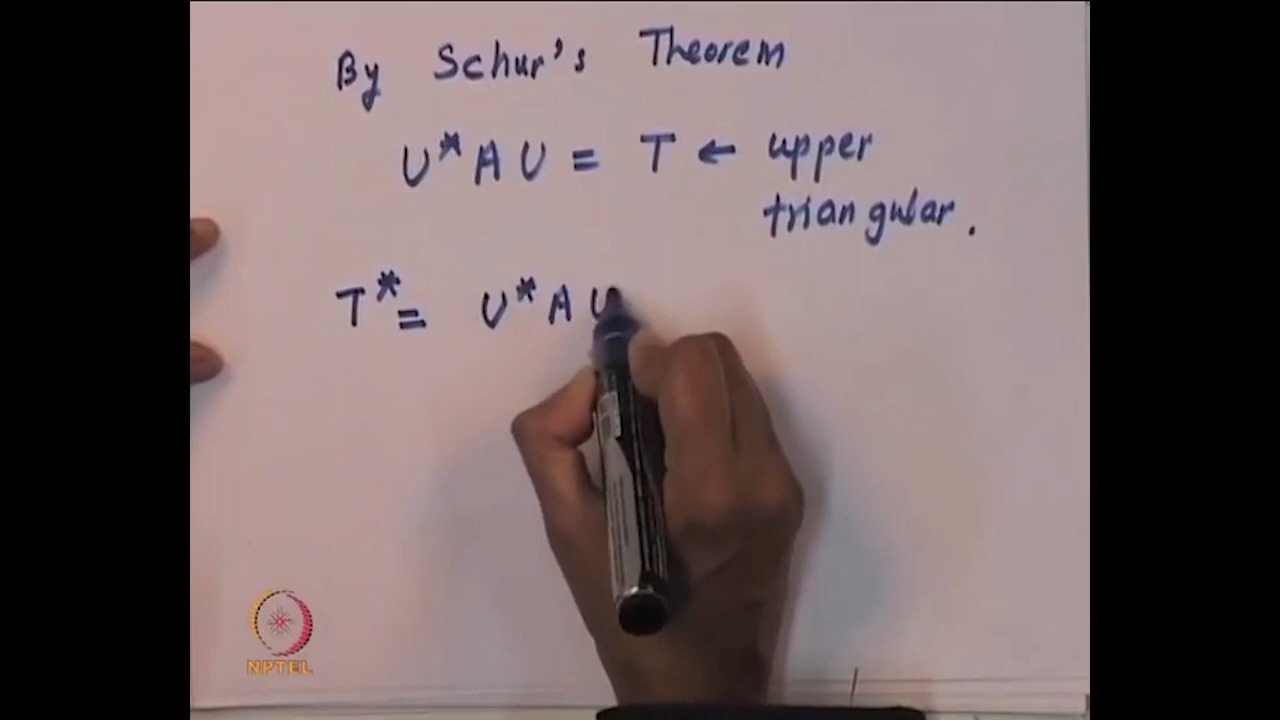 By Schur's Theorem
U* A U = T ← upper
triangular.
T* = U* A U
NPTEL